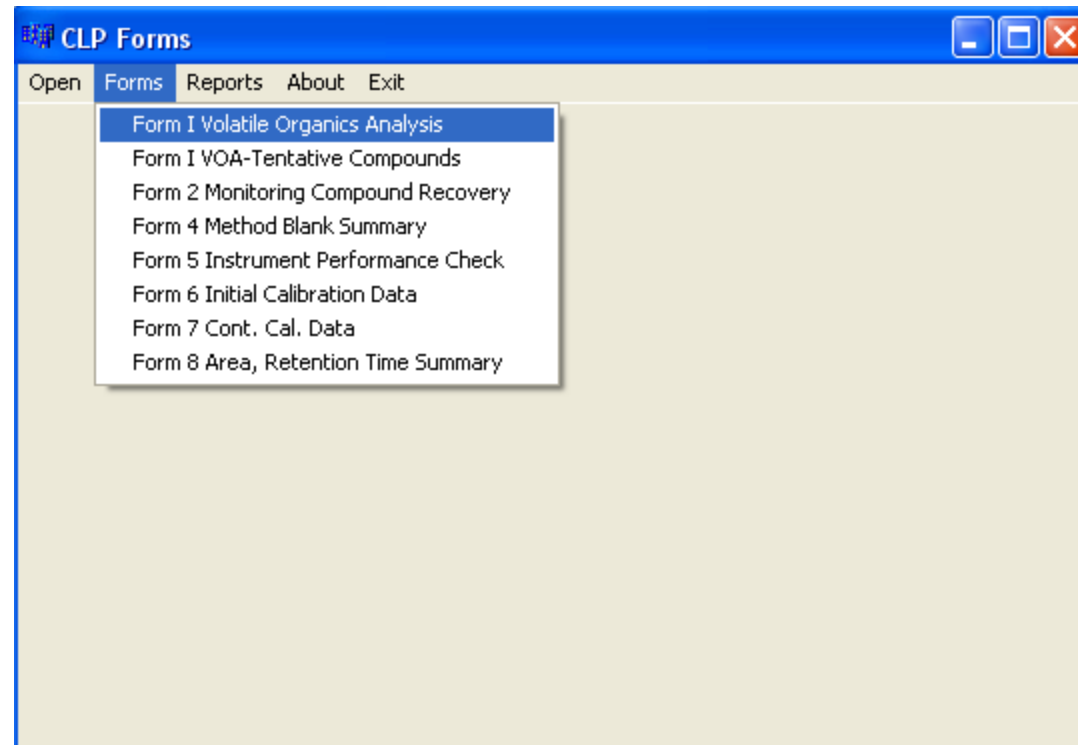 CLP Forms
Open Forms Reports About Exit
Form I Volatile Organics Analysis
Form I VOA-Tentative Compounds
Form 2 Monitoring Compound Recovery
Form 4 Method Blank Summary
Form 5 Instrument Performance Check
Form 6 Initial Calibration Data
Form 7 Cont. Cal. Data
Form 8 Area, Retention Time Summary